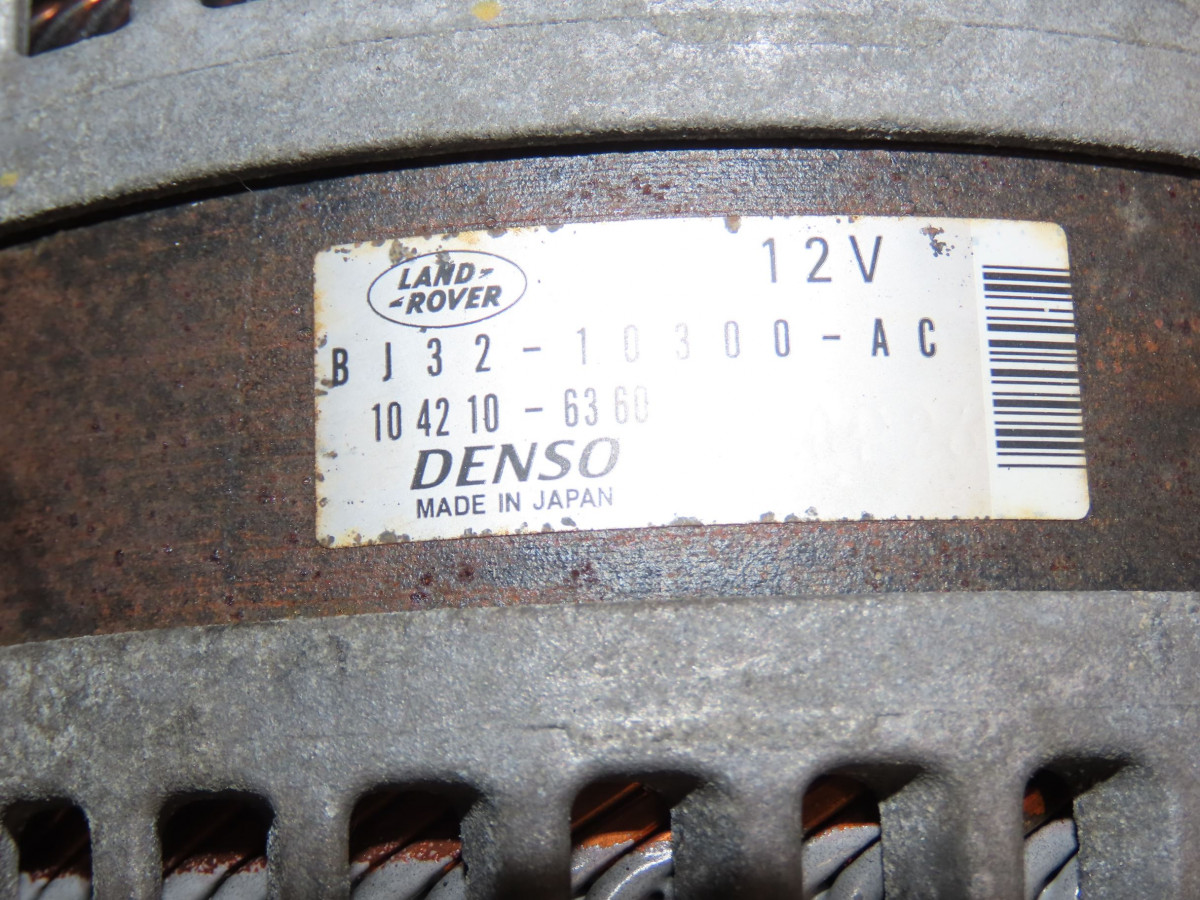 LAND-
-ROVER
12V
BJ32-10300-AC
104210-6360
DENSO
MADE IN JAPAN